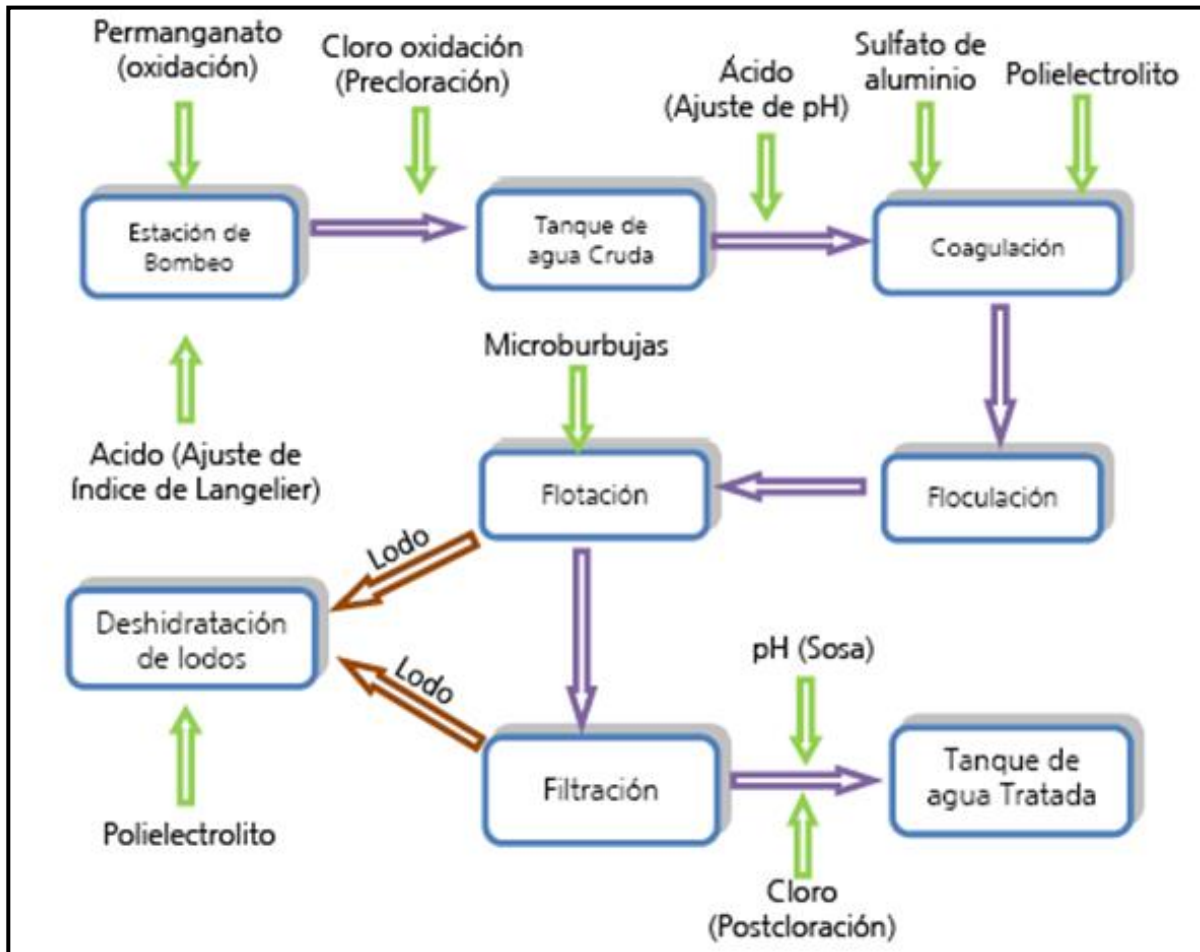 Permanganato
(oxidación)
Cloro oxidación
(Precloración)
Ácido
(Ajuste de pH)
Sulfato de
aluminio
Polielectrolito
Estación de
Bombeo
Tanque de
agua Cruda
Coagulación
Microburbujas
Acido (Ajuste de
índice de Langelier)
Flotación
Floculación
Lodo
Deshidratación
de lodos
Lodo
pH (Sosa)
Filtración
Tanque de
agua Tratada
Polielectrolito
Cloro
(Postcloración)